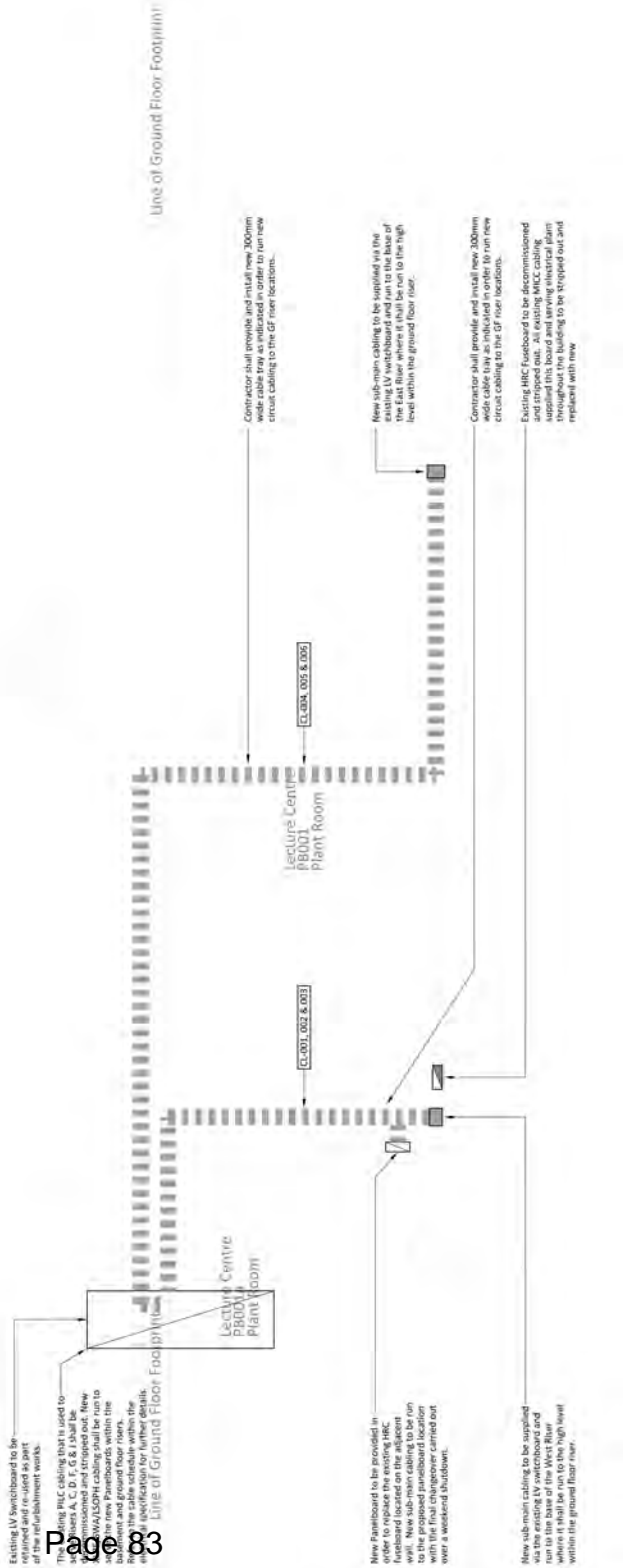 Existing LV Switchboard to be
retained and re-used as part
of the refurbishment works.
The existing PILC cabling that is used to
serve Risers A, C, D, F, G & I shall be
decommissioned and stripped out. New
XLPE/SWA/LSOPH cabling shall be run to
serve the new Panelboards within the
basement and ground floor risers.
Refer to the cable schedule within the
electrical specification for further details.
Line of Ground Floor Footprint
Lecture Centre
PB001a
Plant Room
New Panelboard to be provided in
order to replace the existing HRC
fuseboard located on the adjacent
wall. New sub-main cabling to be run
to the proposed panelboard location
with the final changeover carried out
over a weekend shutdown.
New sub-main cabling to be supplied
via the existing LV switchboard and
run to the base of the West Riser
where it shall be run to the high level
within the ground floor riser.
CL-001, 002 & 003
Lecture Centre
PB001
Plant Room
CL-004, 005 & 006
Line of Ground Floor Footprint
Contractor shall provide and install new 300mm
wide cable tray as indicated in order to run new
circuit cabling to the GF riser locations.
New sub-main cabling to be supplied via the
existing LV switchboard and run to the base of
the East Riser where it shall be run to the high
level within the ground floor riser.
Contractor shall provide and install new 300mm
wide cable tray as indicated in order to run new
circuit cabling to the GF riser locations.
Existing HRC Fuseboard to be decommissioned
and stripped out. All existing MICC cabling
supplied this board and serving electrical plant
throughout the building to be stripped out and
replaced with new
Page 83